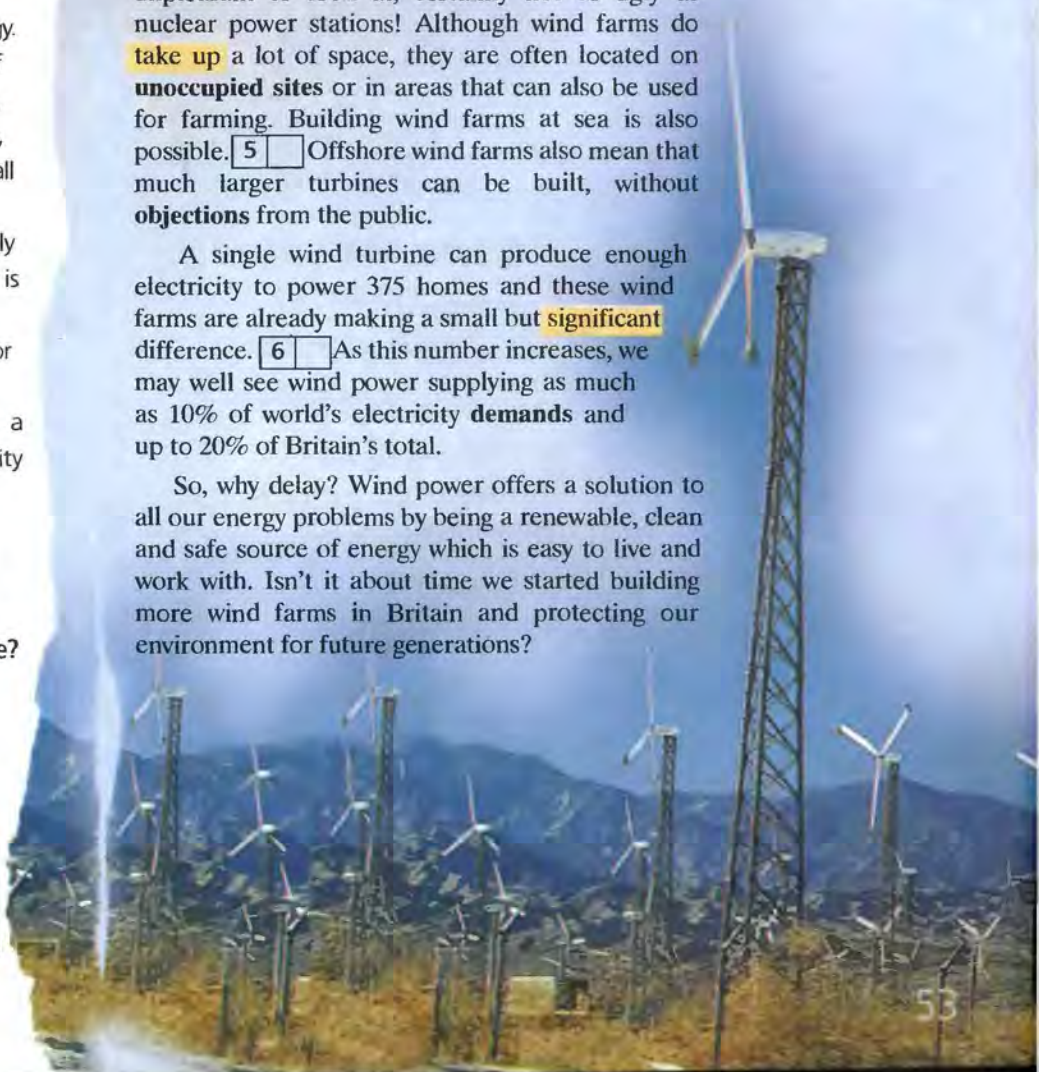 gy.
all
ly
is
or
a
ity
e?
nuclear power stations! Although wind farms do
take up a lot of space, they are often located on
unoccupied sites or in areas that can also be used
for farming. Building wind farms at sea is also
possible. 5 Offshore wind farms also mean that
much larger turbines can be built, without
objections from the public.
A single wind turbine can produce enough
electricity to power 375 homes and these wind
farms are already making a small but significant
difference. 6 As this number increases, we
may well see wind power supplying as much
as 10% of world's electricity demands and
up to 20% of Britain's total.
So, why delay? Wind power offers a solution to
all our energy problems by being a renewable, clean
and safe source of energy which is easy to live and
work with. Isn't it about time we started building
more wind farms in Britain and protecting our
environment for future generations?
53